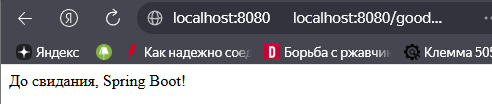 localhost:8080 localhost:8080/good...
Яндекс Как надежно соед Борьба с ржавчин Клемма 505
До свидания, Spring Boot!